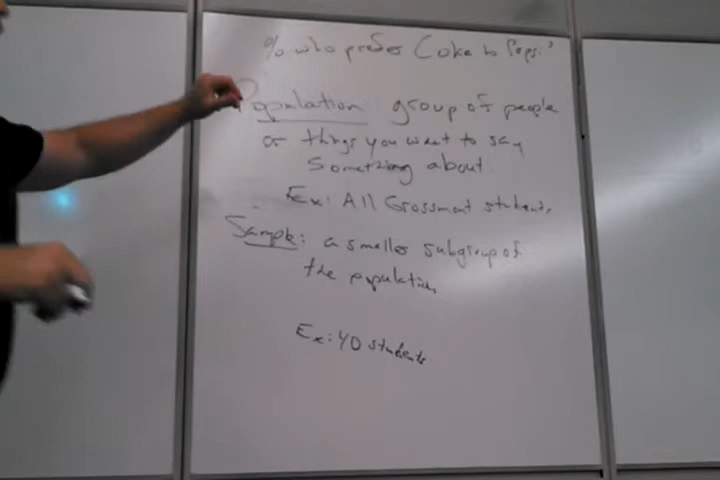 % who prefer Coke to Pepsi?
Population group of people
or things you want to say
something about.
Ex: All Grossmont students
Sample: a smaller subgroup of
the population
Ex: 40 students